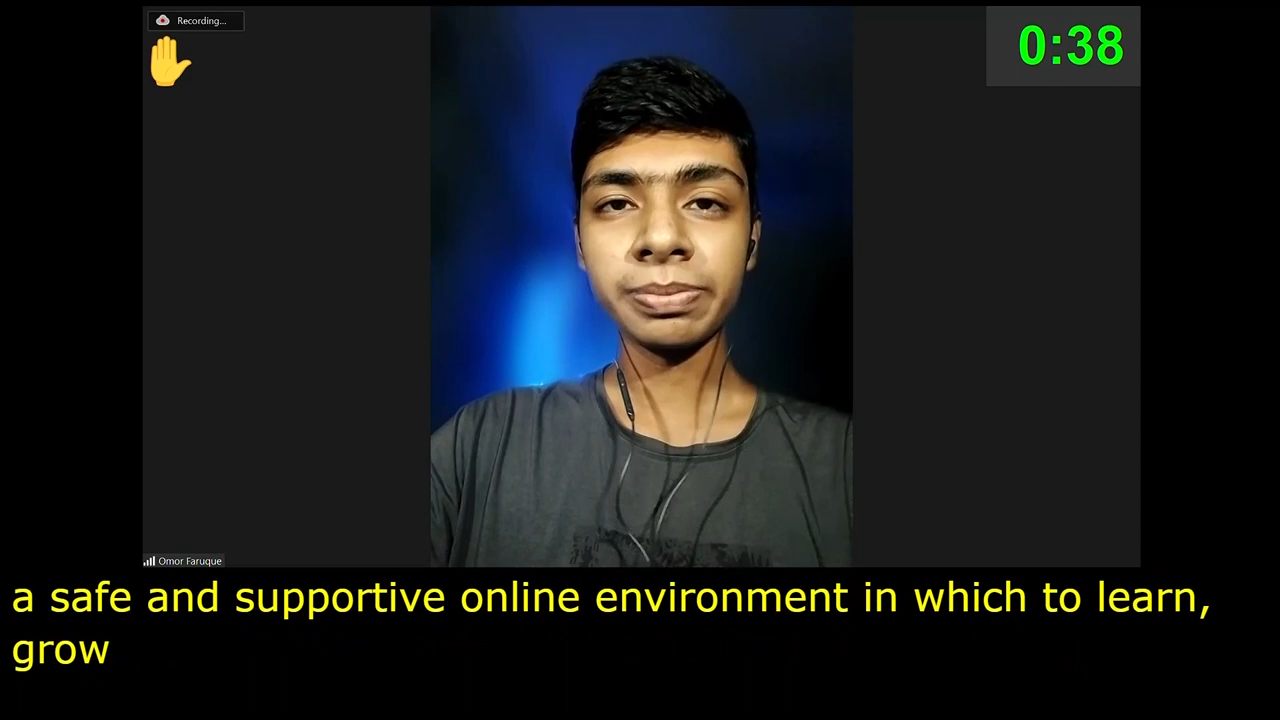 Recording...
0:38
Omor Faruque
a safe and supportive online environment in which to learn,
grow